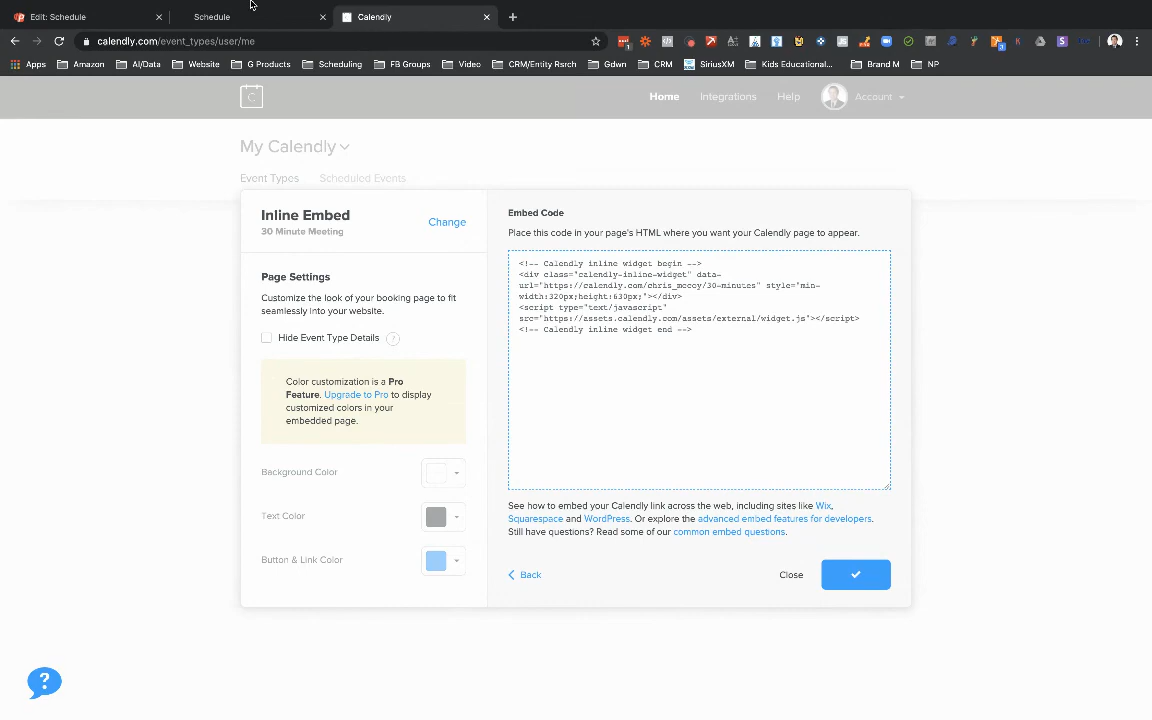 Edit: Schedule
Schedule
Calendly
calendly.com/event_types/user/me
Apps Amazon AI/Data Website G Products Scheduling FB Groups Video CRM/Entity Rsrch Gdwn CRM SiriusXM Kids Educational... Brand M NP
Home Integrations Help Account
My Calendly
Event Types Scheduled Events
Inline Embed
30 Minute Meeting
Change
Page Settings
Customize the look of your booking page to fit
seamlessly into your website.
Hide Event Type Details ?
Color customization is a Pro
Feature. Upgrade to Pro to display
customized colors in your
embedded page.
Background Color
Text Color
Button & Link Color
Embed Code
Place this code in your page's HTML where you want your Calendly page to appear.
<!-- Calendly inline widget begin -->
<div class="calendly-inline-widget" data-
url="https://calendly.com/chris_mccoy/30-minutes" style="min-
width:320px;height:630px;"></div>
<script type="text/javascript"
src="https://assets.calendly.com/assets/external/widget.js"></script>
<!-- Calendly inline widget end -->
See how to embed your Calendly link across the web, including sites like Wix,
Squarespace and WordPress. Or explore the advanced embed features for developers.
Still have questions? Read some of our common embed questions.
Back
Close